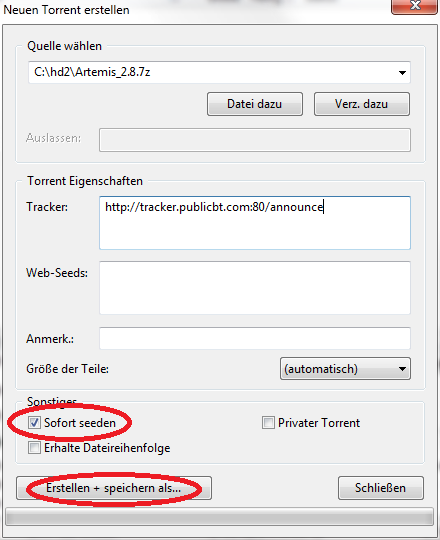 Neuen Torrent erstellen
Quelle wählen
C:\hd2\Artemis_2.8.7z
Datei dazu Verz. dazu
Auslassen:
Torrent Eigenschaften
Tracker: http://tracker.publicbt.com:80/announce
Web-Seeds:
Anmerk.:
Größe der Teile: (automatisch)
Sonstiges
Sofort seeden Privater Torrent
Erhalte Dateireihenfolge
Erstellen + speichern als... Schließen